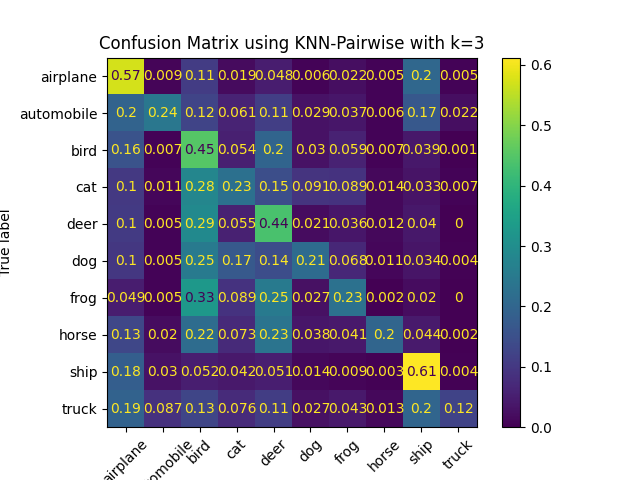 Confusion Matrix using KNN-Pairwise with k=3
True label
airplane 0.57 0.009 0.11 0.019 0.048 0.006 0.022 0.005 0.2 0.005
automobile 0.2 0.24 0.12 0.061 0.11 0.029 0.037 0.006 0.17 0.022
bird 0.16 0.007 0.45 0.054 0.2 0.03 0.059 0.007 0.039 0.001
cat 0.1 0.011 0.28 0.23 0.15 0.091 0.089 0.014 0.033 0.007
deer 0.1 0.005 0.29 0.055 0.44 0.021 0.036 0.012 0.04 0
dog 0.1 0.005 0.25 0.17 0.14 0.21 0.068 0.011 0.034 0.004
frog 0.049 0.005 0.33 0.089 0.25 0.027 0.23 0.002 0.02 0
horse 0.13 0.02 0.22 0.073 0.23 0.038 0.041 0.2 0.044 0.002
ship 0.18 0.03 0.052 0.042 0.051 0.014 0.009 0.003 0.61 0.004
truck 0.19 0.087 0.13 0.076 0.11 0.027 0.043 0.013 0.2 0.12
airplane omobile bird cat deer dog frog horse ship truck
0.6
0.5
0.4
0.3
0.2
0.1
0.0